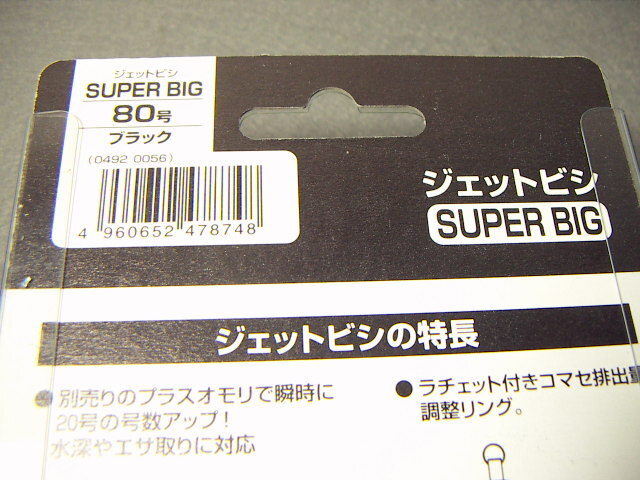 ジェットビシ
SUPER BIG
80号
ブラック
(0492 0056)
4 960652 478748
ジェットビシ
SUPER BIG
ジェットビシの特長
●別売りのプラスオモリで瞬時に
20号の号数アップ！
水深やエサ取りに対応
●ラチェット付きコマセ排出量
調整リング。